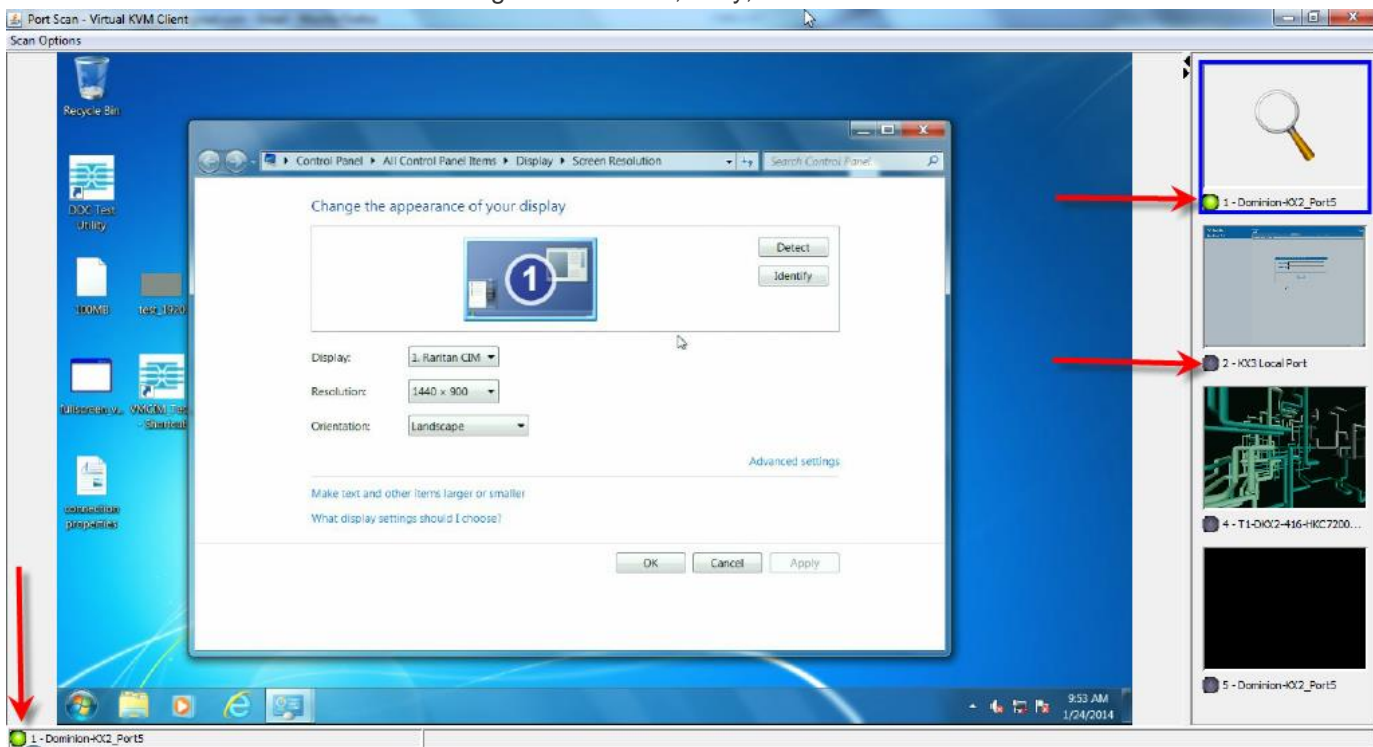 Port Scan - Virtual KVM Client
Scan Options
Recycle Bin
Control Panel ▸ All Control Panel Items ▸ Display ▸ Screen Resolution
Search Control Panel
Change the appearance of your display
Detect
Identify
1
Display: 1. Raritan CIM
Resolution: 1440 × 900
Orientation: Landscape
Advanced settings
Make text and other items larger or smaller
What display settings should I choose?
OK Cancel Apply
DDC Test
Utility
100MB
connection
properties
9:53 AM
1/24/2014
1 - Dominion-KX2_Port5
2 - KX3 Local Port
4 - T1-DKX2-416-HKC7200...
5 - Dominion-KX2_Port5
1 - Dominion-KX2_Port5